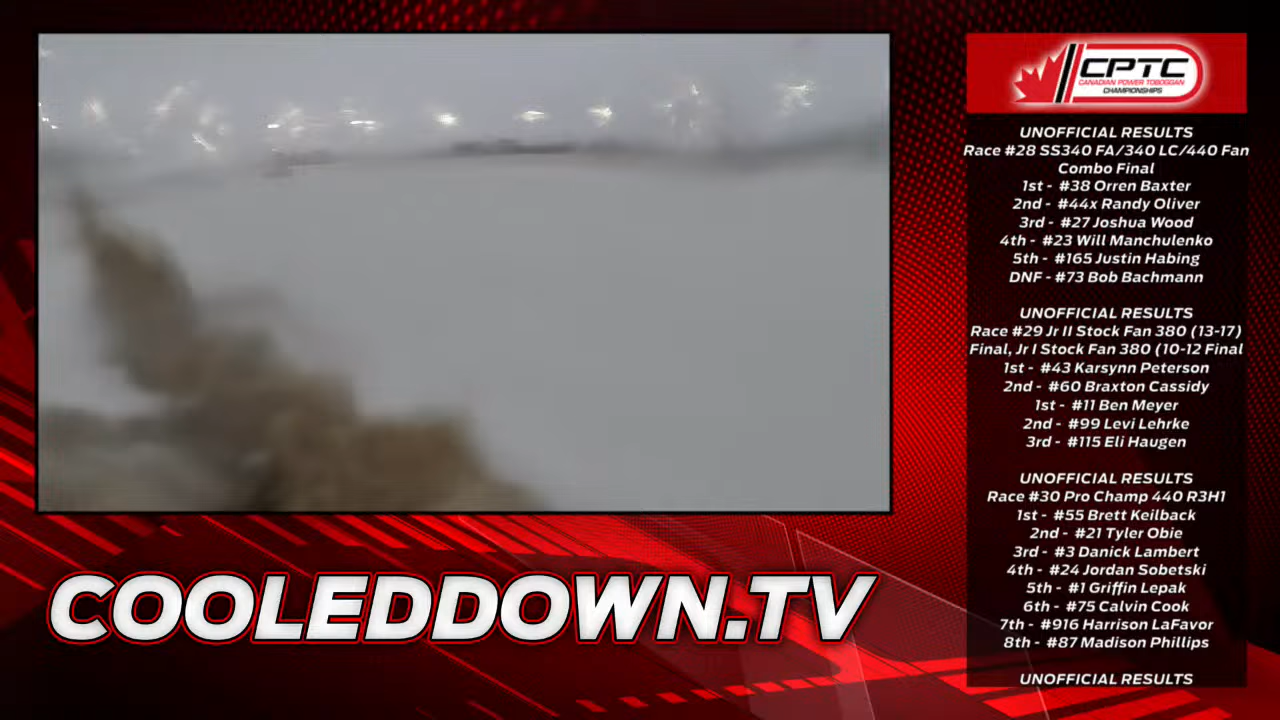 CPTC
CANADIAN POWER TOBOGGAN
CHAMPIONSHIPS
UNOFFICIAL RESULTS
Race #28 SS340 FA/340 LC/440 Fan
Combo Final
1st - #38 Orren Baxter
2nd - #44x Randy Oliver
3rd - #27 Joshua Wood
4th - #23 Will Manchulenko
5th - #165 Justin Habing
DNF - #73 Bob Bachmann
UNOFFICIAL RESULTS
Race #29 Jr II Stock Fan 380 (13-17)
Final, Jr I Stock Fan 380 (10-12 Final
1st - #43 Karsynn Peterson
2nd - #60 Braxton Cassidy
1st - #11 Ben Meyer
2nd - #99 Levi Lehrke
3rd - #115 Eli Haugen
UNOFFICIAL RESULTS
Race #30 Pro Champ 440 R3H1
1st - #55 Brett Keilback
2nd - #21 Tyler Obie
3rd - #3 Danick Lambert
4th - #24 Jordan Sobetski
5th - #1 Griffin Lepak
6th - #75 Calvin Cook
7th - #916 Harrison LaFavor
8th - #87 Madison Phillips
UNOFFICIAL RESULTS
COOLEDDOWN.TV